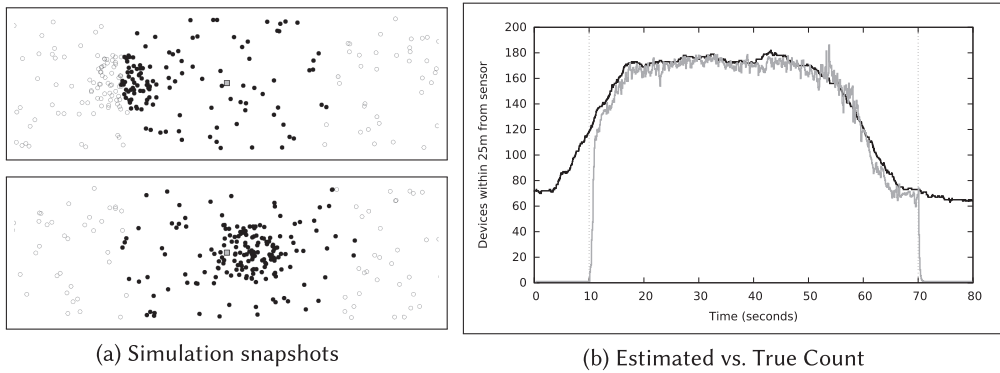 200
180
160
140
120
100
80
60
40
20
0
Devices within 25m from sensor
0 10 20 30 40 50 60 70 80
Time (seconds)
(a) Simulation snapshots
(b) Estimated vs. True Count